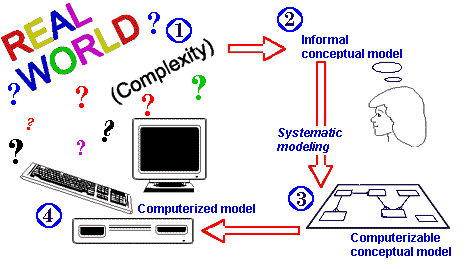 REAL
WORLD
(Complexity)
?
?
?
?
?
?
?
?
?
1
2
Informal
conceptual model
Systematic
modeling
3
Computerizable
conceptual model
4
Computerized model